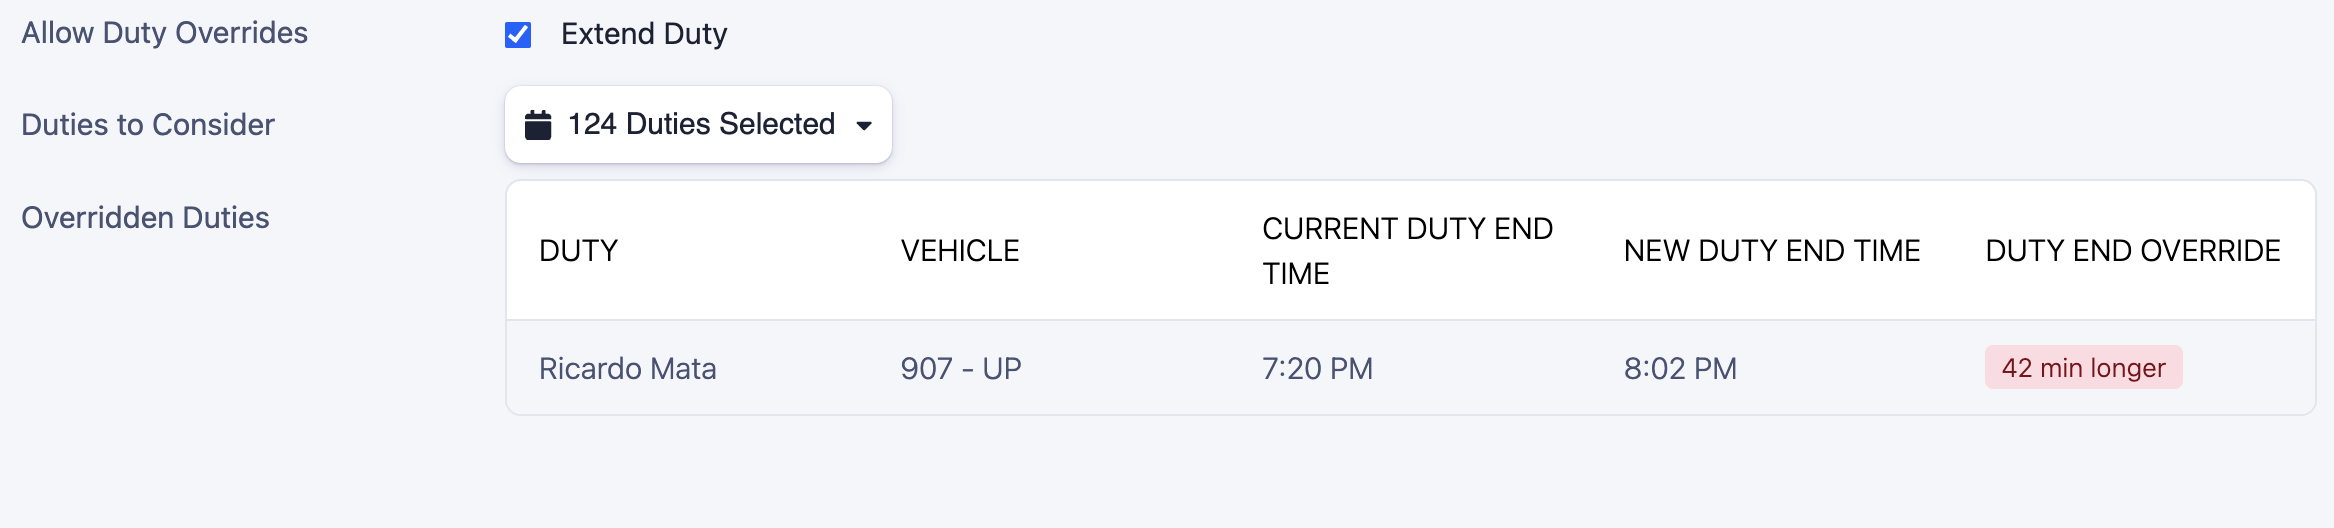 Allow Duty Overrides
Extend Duty
Duties to Consider
124 Duties Selected
Overridden Duties
DUTY
VEHICLE
CURRENT DUTY END
TIME
NEW DUTY END TIME
DUTY END OVERRIDE
Ricardo Mata
907 - UP
7:20 PM
8:02 PM
42 min longer